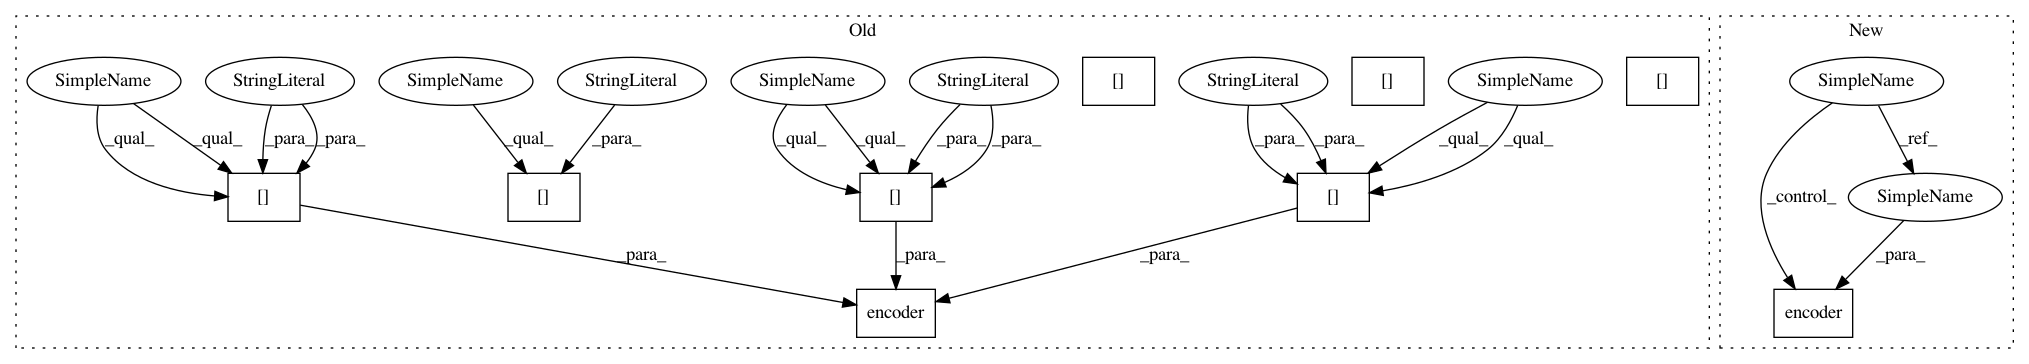 Old
New
SimpleName
StringLiteral
SimpleName
StringLiteral
SimpleName
StringLiteral
[]
StringLiteral
[]
SimpleName
[]
SimpleName
_qual_
_qual_
_para_
_para_
_qual_
_para_
_qual_
_qual_
_para_
_para_
_para_
_para_
_qual_
_qual_
_ref_
[]
[]
[]
[]
_control_
SimpleName
_para_
_para_
_para_
_para_
encoder
encoder